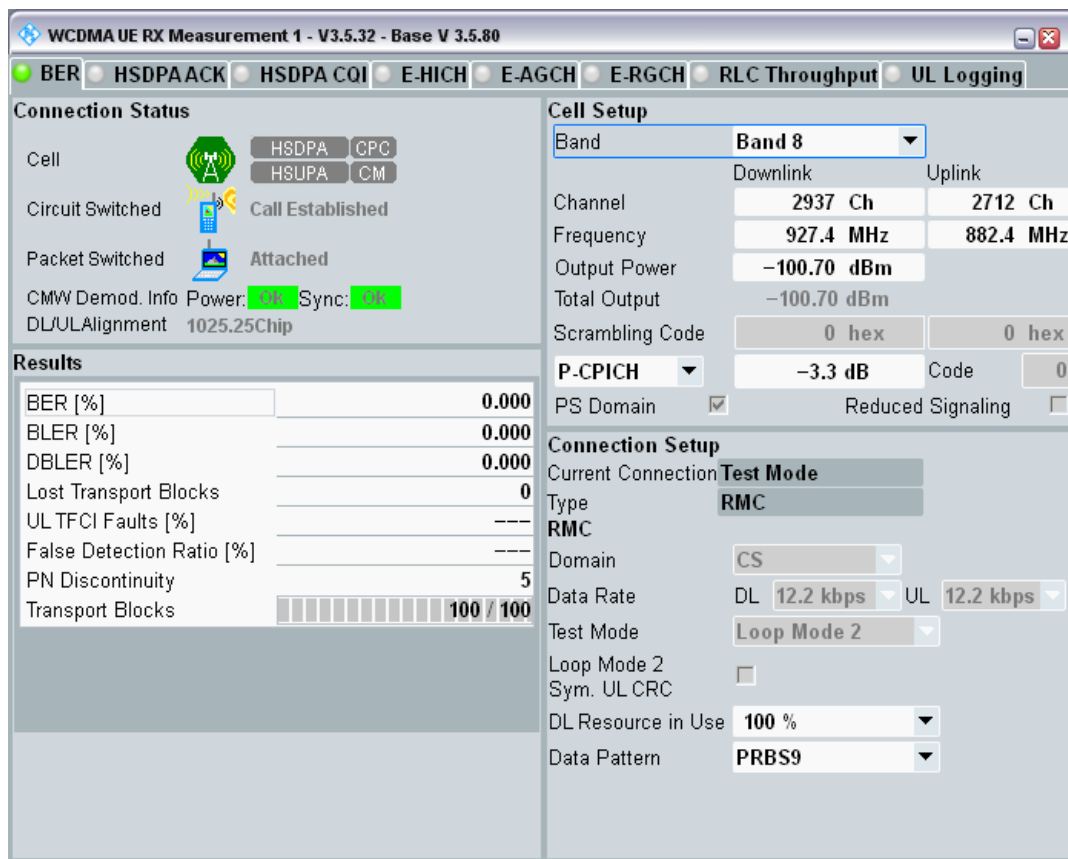 WCDMA UE RX Measurement 1 - V3.5.32 - Base V 3.5.80
BER HSDPA ACK HSDPA CQI E-HICH E-AGCH E-RGCH RLC Throughput UL Logging
Connection Status
Cell HSDPA CPC
HSUPA CM
Circuit Switched Call Established
Packet Switched Attached
CMW Demod. Info Power: Ok Sync: OK
DL/UL Alignment 1025.25Chip
Results
BER [%] 0.000
BLER [%] 0.000
DBLER [%] 0.000
Lost Transport Blocks 0
UL TFCI Faults [%] ---
False Detection Ratio [%] ---
PN Discontinuity 5
Transport Blocks 100 / 100
Cell Setup
Band Band 8
Downlink Uplink
Channel 2937 Ch 2712 Ch
Frequency 927.4 MHz 882.4 MHz
Output Power −100.70 dBm
Total Output −100.70 dBm
Scrambling Code 0 hex 0 hex
P-CPICH −3.3 dB Code 0
PS Domain Reduced Signaling
Connection Setup
Current Connection Test Mode
Type RMC
RMC
Domain CS
Data Rate DL 12.2 kbps UL 12.2 kbps
Test Mode Loop Mode 2
Loop Mode 2
Sym. UL CRC
DL Resource in Use 100 %
Data Pattern PRBS9